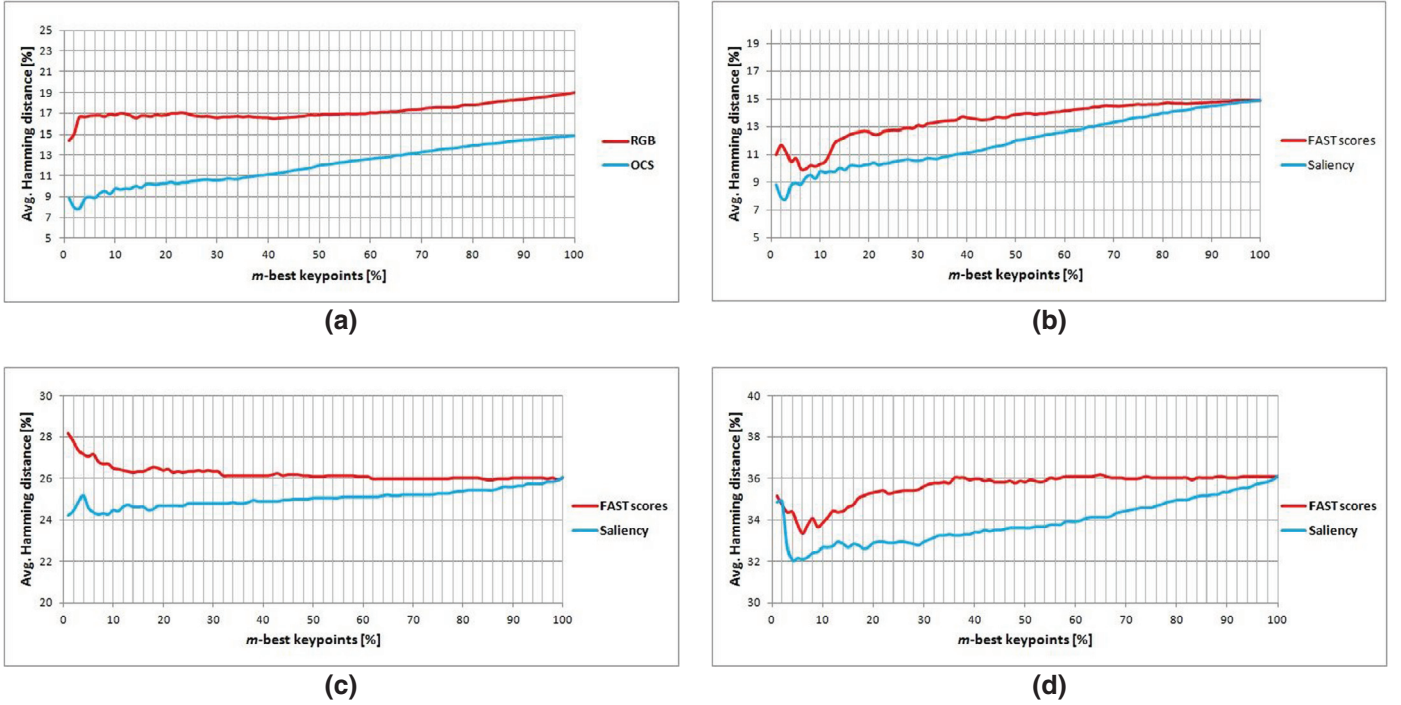 Avg. Hamming distance [%]
25
23
21
19
17
15
13
11
9
7
5
0 10 20 30 40 50 60 70 80 90 100
m-best keypoints [%]
RGB
OCS
(a)
Avg. Hamming distance [%]
19
17
15
13
11
9
7
5
0 10 20 30 40 50 60 70 80 90 100
m-best keypoints [%]
FAST scores
Saliency
(b)
Avg. Hamming distance [%]
30
28
26
24
22
20
0 10 20 30 40 50 60 70 80 90 100
m-best keypoints [%]
FAST scores
Saliency
(c)
Avg. Hamming distance [%]
40
38
36
34
32
30
0 10 20 30 40 50 60 70 80 90 100
m-best keypoints [%]
FAST scores
Saliency
(d)